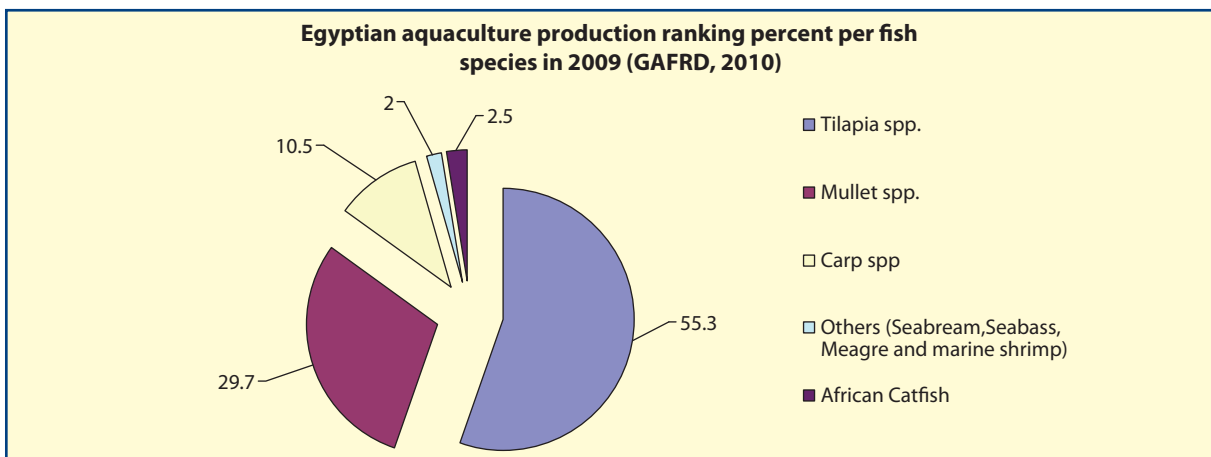 Egyptian aquaculture production ranking percent per fish
species in 2009 (GAFRD, 2010)
2
2.5
10.5
55.3
29.7
Tilapia spp.
Mullet spp.
Carp spp
Others (Seabream,Seabass,
Meagre and marine shrimp)
African Catfish